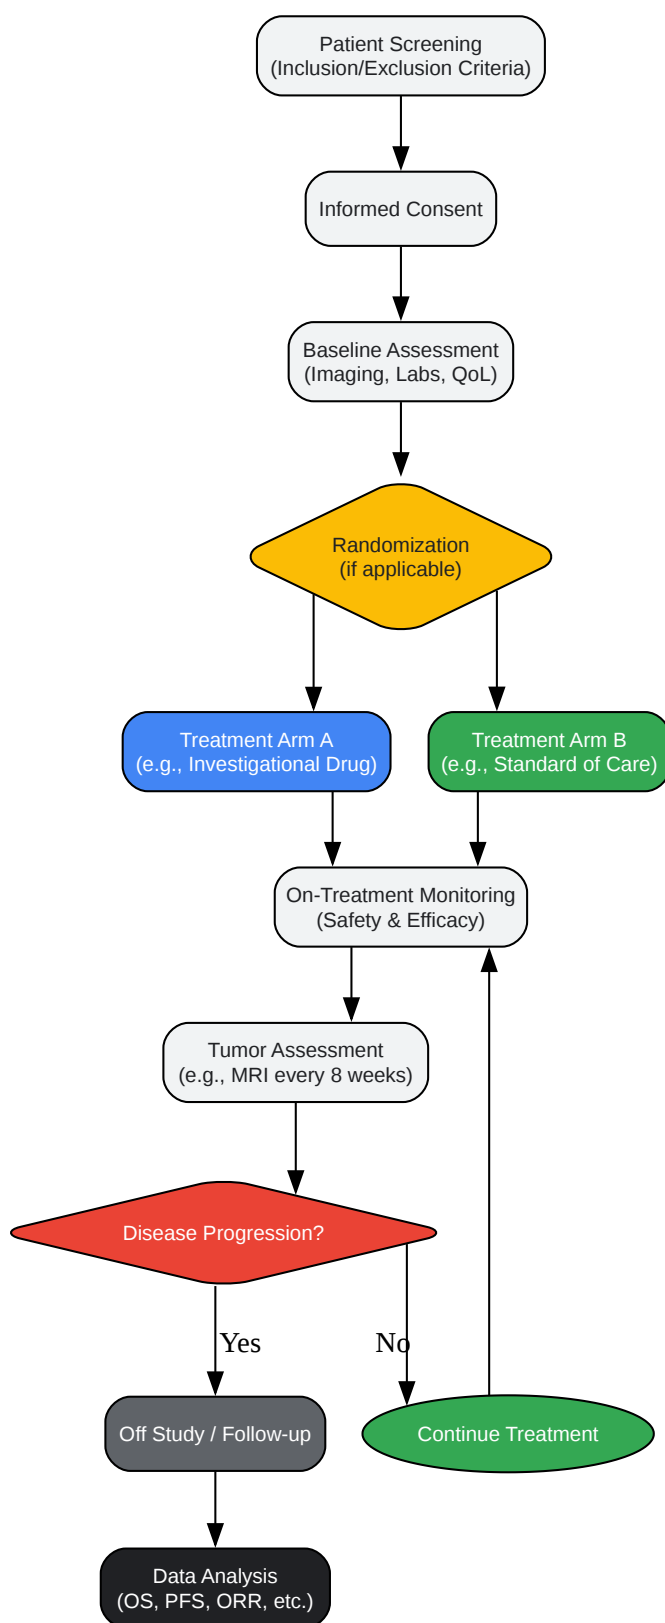 Patient Screening
(Inclusion/Exclusion Criteria)
Informed Consent
Baseline Assessment
(Imaging, Labs, QoL)
Randomization
(if applicable)
Treatment Arm A
(e.g., Investigational Drug)
Treatment Arm B
(e.g., Standard of Care)
On-Treatment Monitoring
(Safety & Efficacy)
Tumor Assessment
(e.g., MRI every 8 weeks)
Disease Progression?
Yes
No
Off Study / Follow-up
Continue Treatment
Data Analysis
(OS, PFS, ORR, etc.)